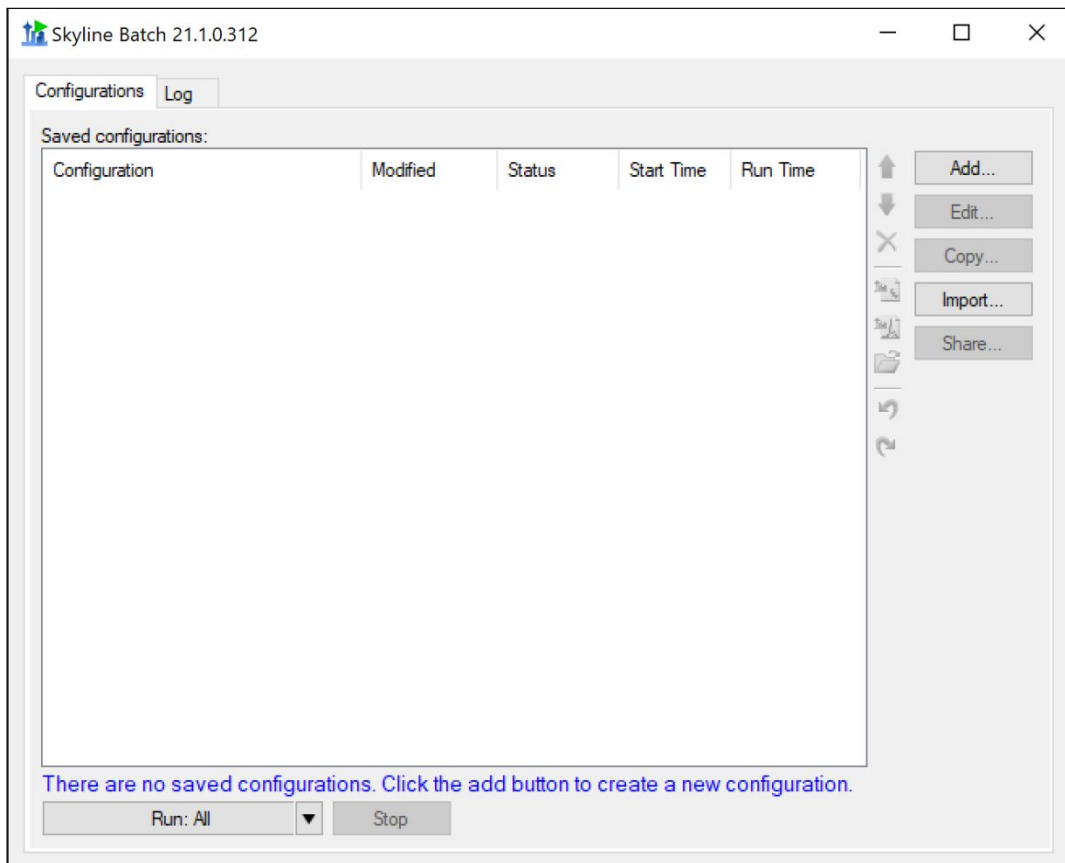 Skyline Batch 21.1.0.312
Configurations Log
Saved configurations:
Configuration Modified Status Start Time Run Time
Add...
Edit...
Copy...
Import...
Share...
There are no saved configurations. Click the add button to create a new configuration.
Run: All Stop